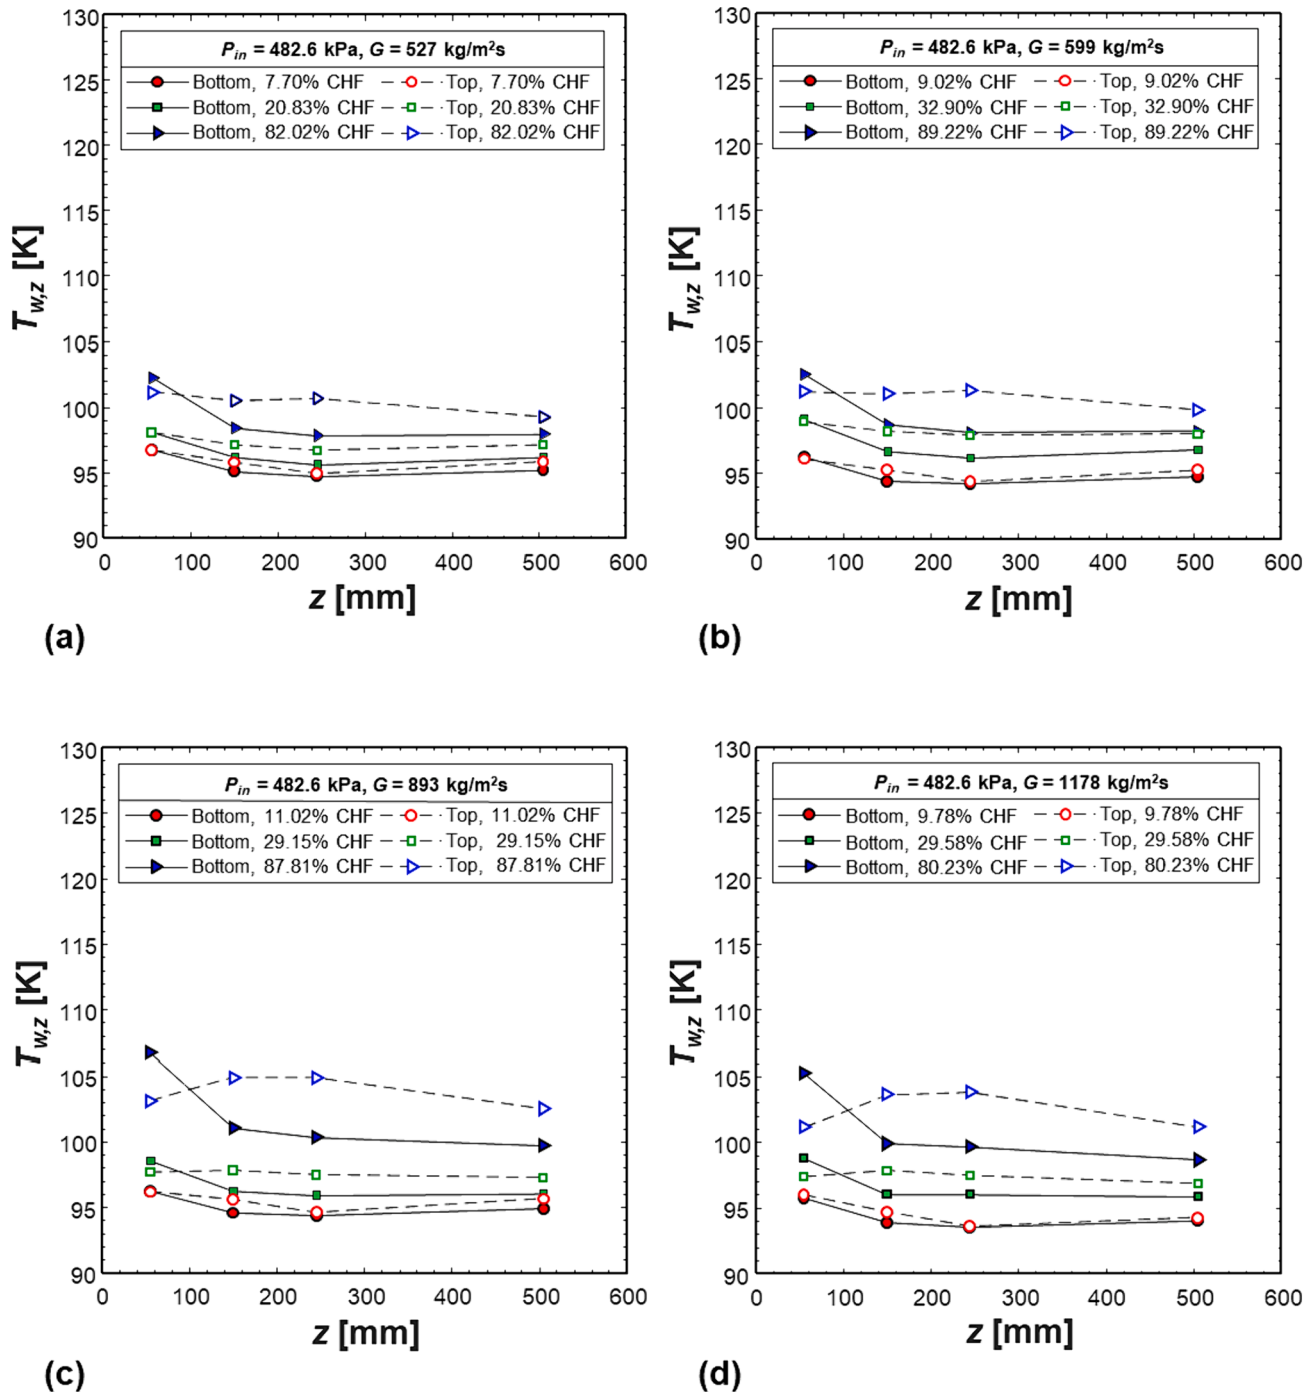 130
125
120
115
110
105
100
95
90
T_w,z [K]
P_in = 482.6 kPa, G = 527 kg/m²s
Bottom, 7.70% CHF Top, 7.70% CHF
Bottom, 20.83% CHF Top, 20.83% CHF
Bottom, 82.02% CHF Top, 82.02% CHF
0 100 200 300 400 500 600
z [mm]
(a)
130
125
120
115
110
105
100
95
90
T_w,z [K]
P_in = 482.6 kPa, G = 599 kg/m²s
Bottom, 9.02% CHF Top, 9.02% CHF
Bottom, 32.90% CHF Top, 32.90% CHF
Bottom, 89.22% CHF Top, 89.22% CHF
0 100 200 300 400 500 600
z [mm]
(b)
130
125
120
115
110
105
100
95
90
T_w,z [K]
P_in = 482.6 kPa, G = 893 kg/m²s
Bottom, 11.02% CHF Top, 11.02% CHF
Bottom, 29.15% CHF Top, 29.15% CHF
Bottom, 87.81% CHF Top, 87.81% CHF
0 100 200 300 400 500 600
z [mm]
(c)
130
125
120
115
110
105
100
95
90
T_w,z [K]
P_in = 482.6 kPa, G = 1178 kg/m²s
Bottom, 9.78% CHF Top, 9.78% CHF
Bottom, 29.58% CHF Top, 29.58% CHF
Bottom, 80.23% CHF Top, 80.23% CHF
0 100 200 300 400 500 600
z [mm]
(d)